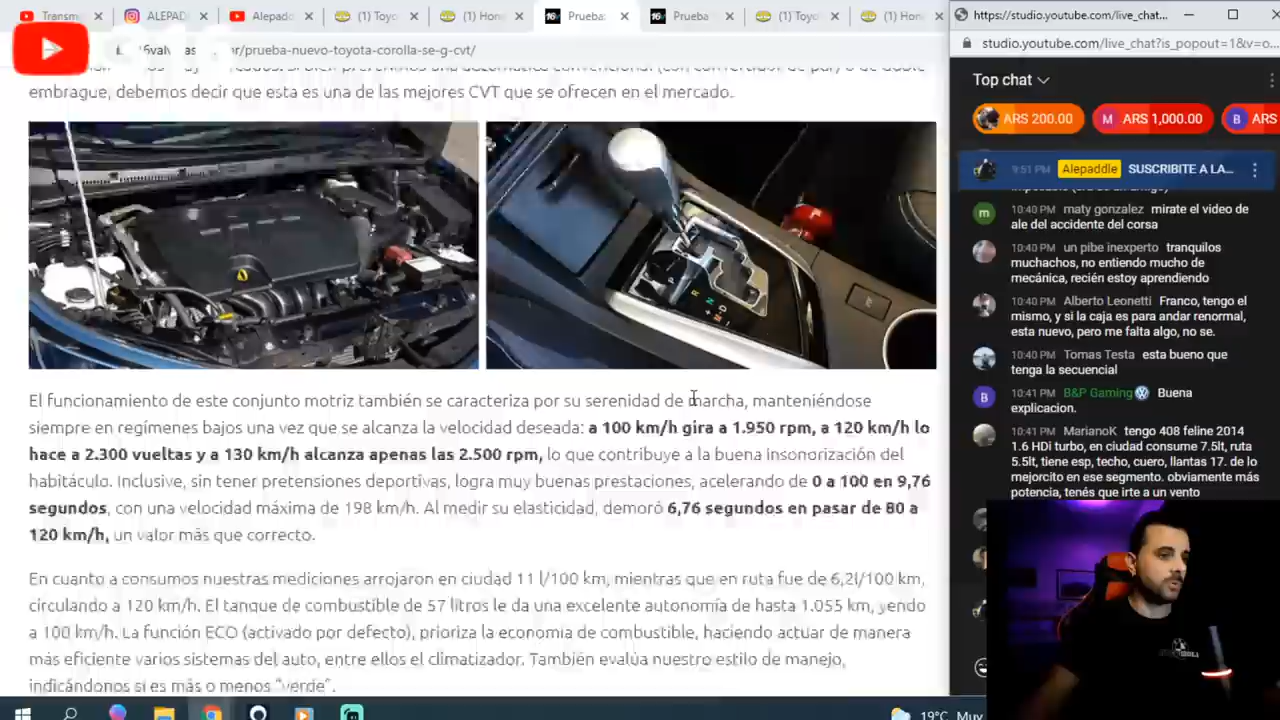 Transmi
ALEPAD
Alepad
(1) Toyo
(1) Hon
Prueba:
Prueba
(1) Toyo
(1) Hon
https://studio.youtube.com/live_chat...
ar/prueba-nuevo-toyota-corolla-se-g-cvt/
studio.youtube.com/live_chat?is_popout=1&v=o...
embrague, debemos decir que esta es una de las mejores CVT que se ofrecen en el mercado.
El funcionamiento de este conjunto motriz también se caracteriza por su serenidad de marcha, manteniéndose
siempre en regímenes bajos una vez que se alcanza la velocidad deseada: a 100 km/h gira a 1.950 rpm, a 120 km/h lo
hace a 2.300 vueltas y a 130 km/h alcanza apenas las 2.500 rpm, lo que contribuye a la buena insonorización del
habitáculo. Inclusive, sin tener pretensiones deportivas, logra muy buenas prestaciones, acelerando de 0 a 100 en 9,76
segundos, con una velocidad máxima de 198 km/h. Al medir su elasticidad, demoró 6,76 segundos en pasar de 80 a
120 km/h, un valor más que correcto.
En cuanto a consumos nuestras mediciones arrojaron en ciudad 11 l/100 km, mientras que en ruta fue de 6,2l/100 km,
circulando a 120 km/h. El tanque de combustible de 57 litros le da una excelente autonomía de hasta 1.055 km, yendo
a 100 km/h. La función ECO (activado por defecto), prioriza la economía de combustible, haciendo actuar de manera
más eficiente varios sistemas del auto, entre ellos el climatizador. También evalúa nuestro estilo de manejo,
indicándonos si es más o menos "verde".
Top chat
ARS 200.00
M ARS 1,000.00
B ARS
9:51 PM Alepaddle SUSCRIBITE A LA...
m 10:40 PM maty gonzalez mirate el video de
ale del accidente del corsa
10:40 PM un pibe inexperto tranquilos
muchachos, no entiendo mucho de
mecánica, recién estoy aprendiendo
10:40 PM Alberto Leonetti Franco, tengo el
mismo, y si la caja es para andar renormal,
esta nuevo, pero me falta algo, no se.
10:40 PM Tomas Testa esta bueno que
tenga la secuencial
B 10:41 PM B&P Gaming Buena
explicacion.
10:41 PM MarianoK tengo 408 feline 2014
1.6 HDi turbo, en ciudad consume 7.5lt, ruta
5.5lt, tiene esp, techo, cuero, llantas 17. de lo
mejorcito en ese segmento. obviamente más
potencia, tenés que irte a un vento
19°C Muy